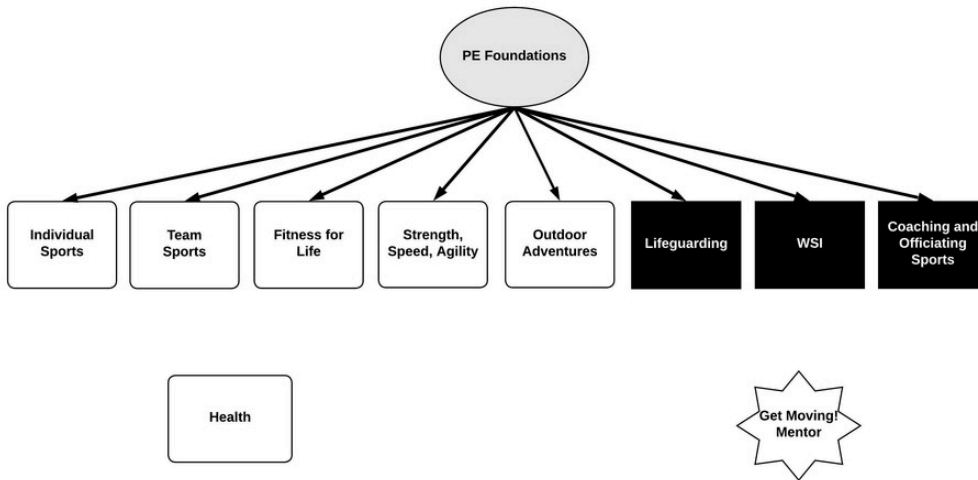 PE Foundations
Individual
Sports
Team
Sports
Fitness for
Life
Strength,
Speed, Agility
Outdoor
Adventures
Lifeguarding
WSI
Coaching and
Officiating
Sports
Health
Get Moving!
Mentor